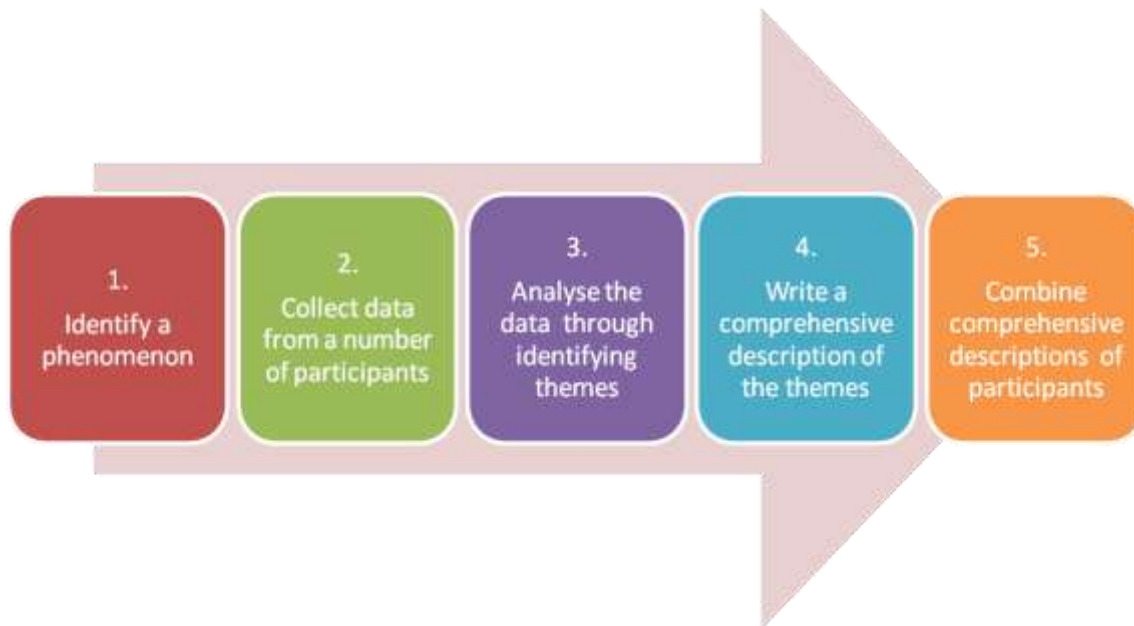 1.
Identify a
phenomenon
2.
Collect data
from a number
of participants
3.
Analyse the
data through
identifying
themes
4.
Write a
comprehensive
description of
the themes
5.
Combine
comprehensive
descriptions of
participants